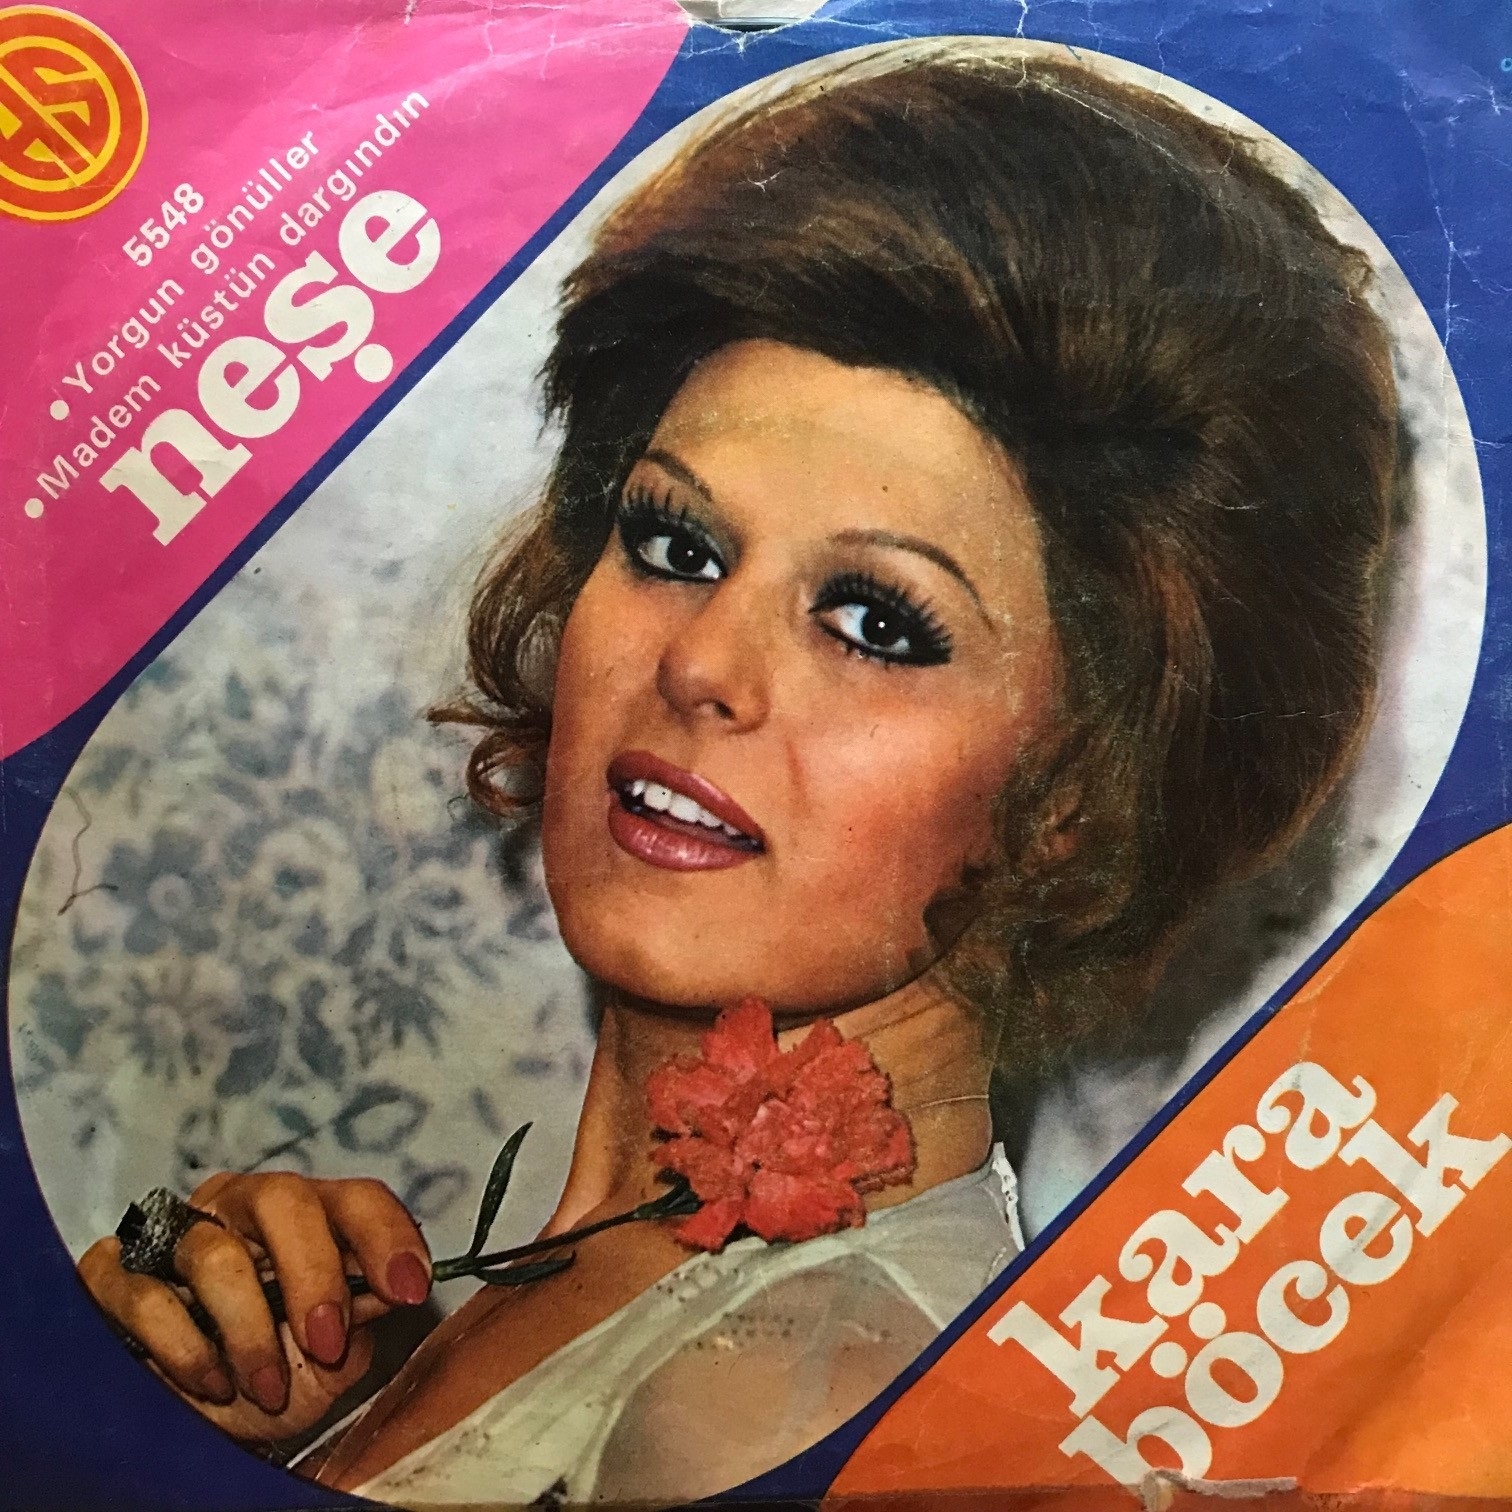 5548
• Yorgun gönüller
• Madem küstün dargındın
neşe
kara
böcek